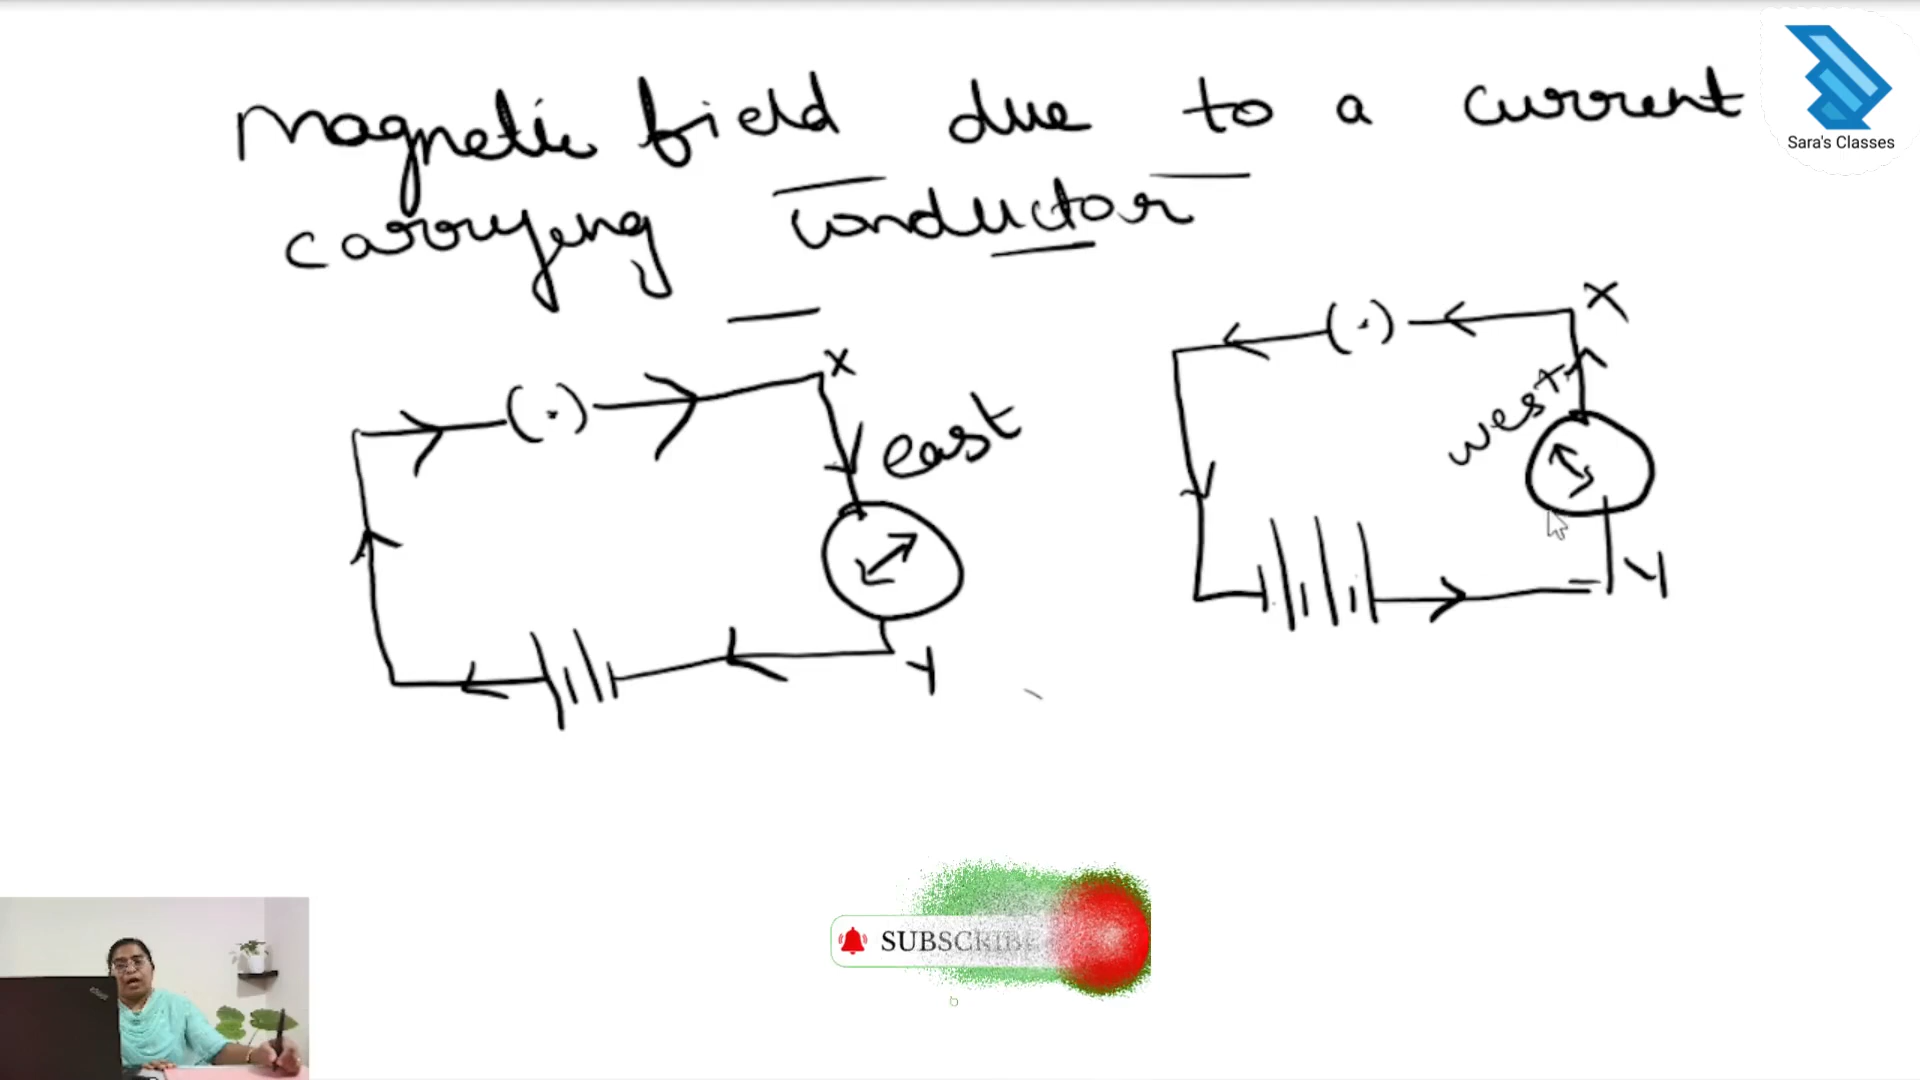 Magnetic field due to a current
carrying conductor
Sara's Classes
X
east
Y
X
west
Y
SUBSCRIBE